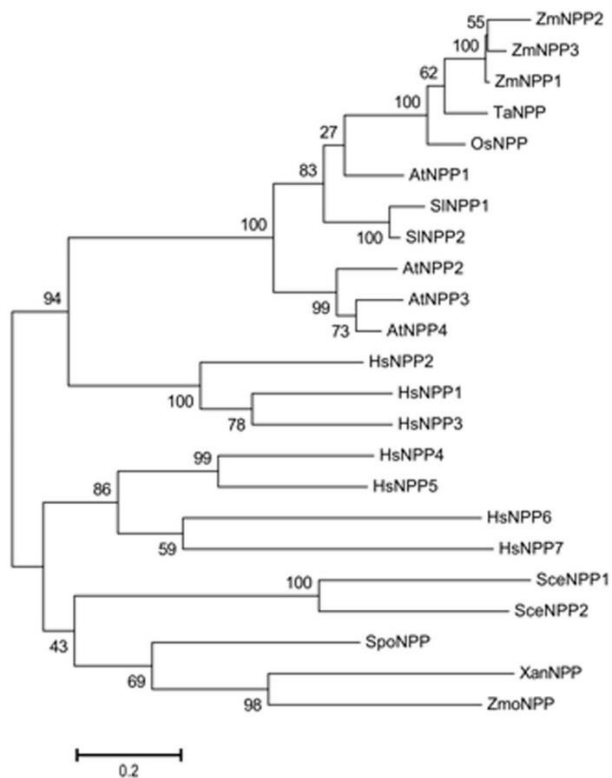 55 ZmNPP2
100 ZmNPP3
62 ZmNPP1
100 TaNPP
27 OsNPP
83 AtNPP1
SlNPP1
100 100 SlNPP2
AtNPP2
94 99 AtNPP3
73 AtNPP4
HsNPP2
100 HsNPP1
78 HsNPP3
99 HsNPP4
86 HsNPP5
HsNPP6
59 HsNPP7
100 SceNPP1
SceNPP2
43 SpoNPP
69 XanNPP
98 ZmoNPP
0.2